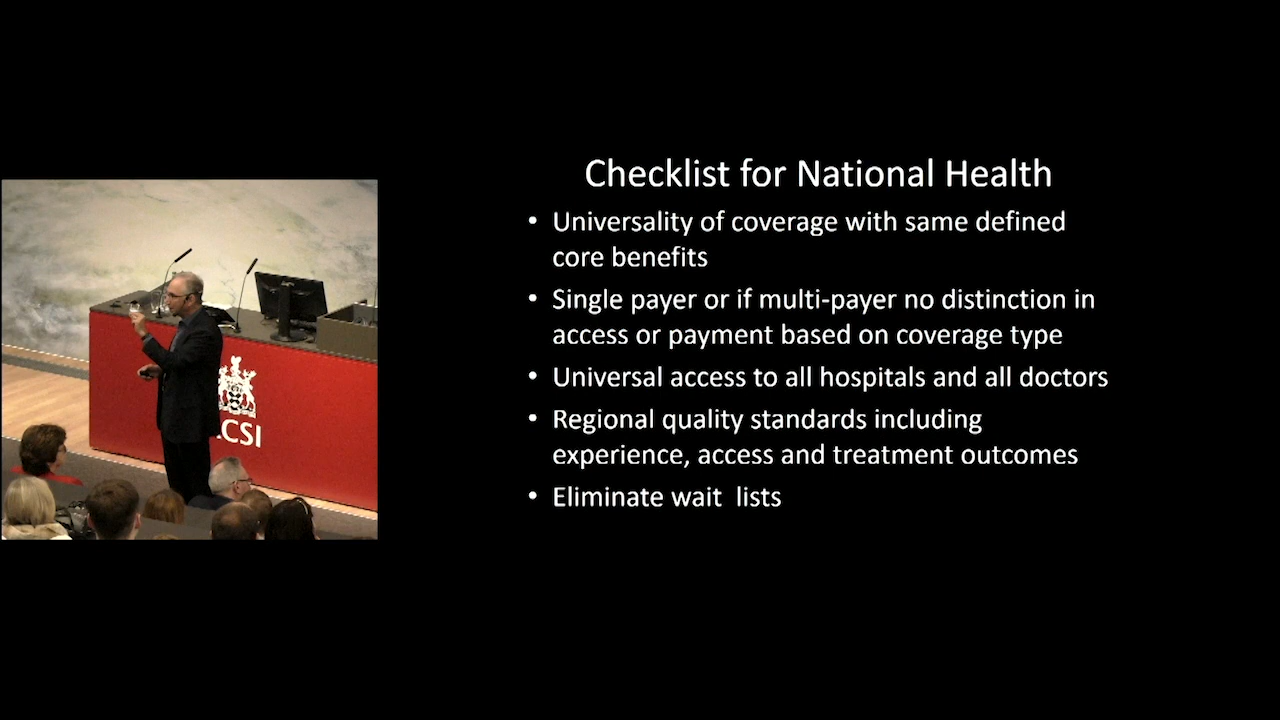 Checklist for National Health
• Universality of coverage with same defined
core benefits
• Single payer or if multi-payer no distinction in
access or payment based on coverage type
• Universal access to all hospitals and all doctors
• Regional quality standards including
experience, access and treatment outcomes
• Eliminate wait lists
CSI